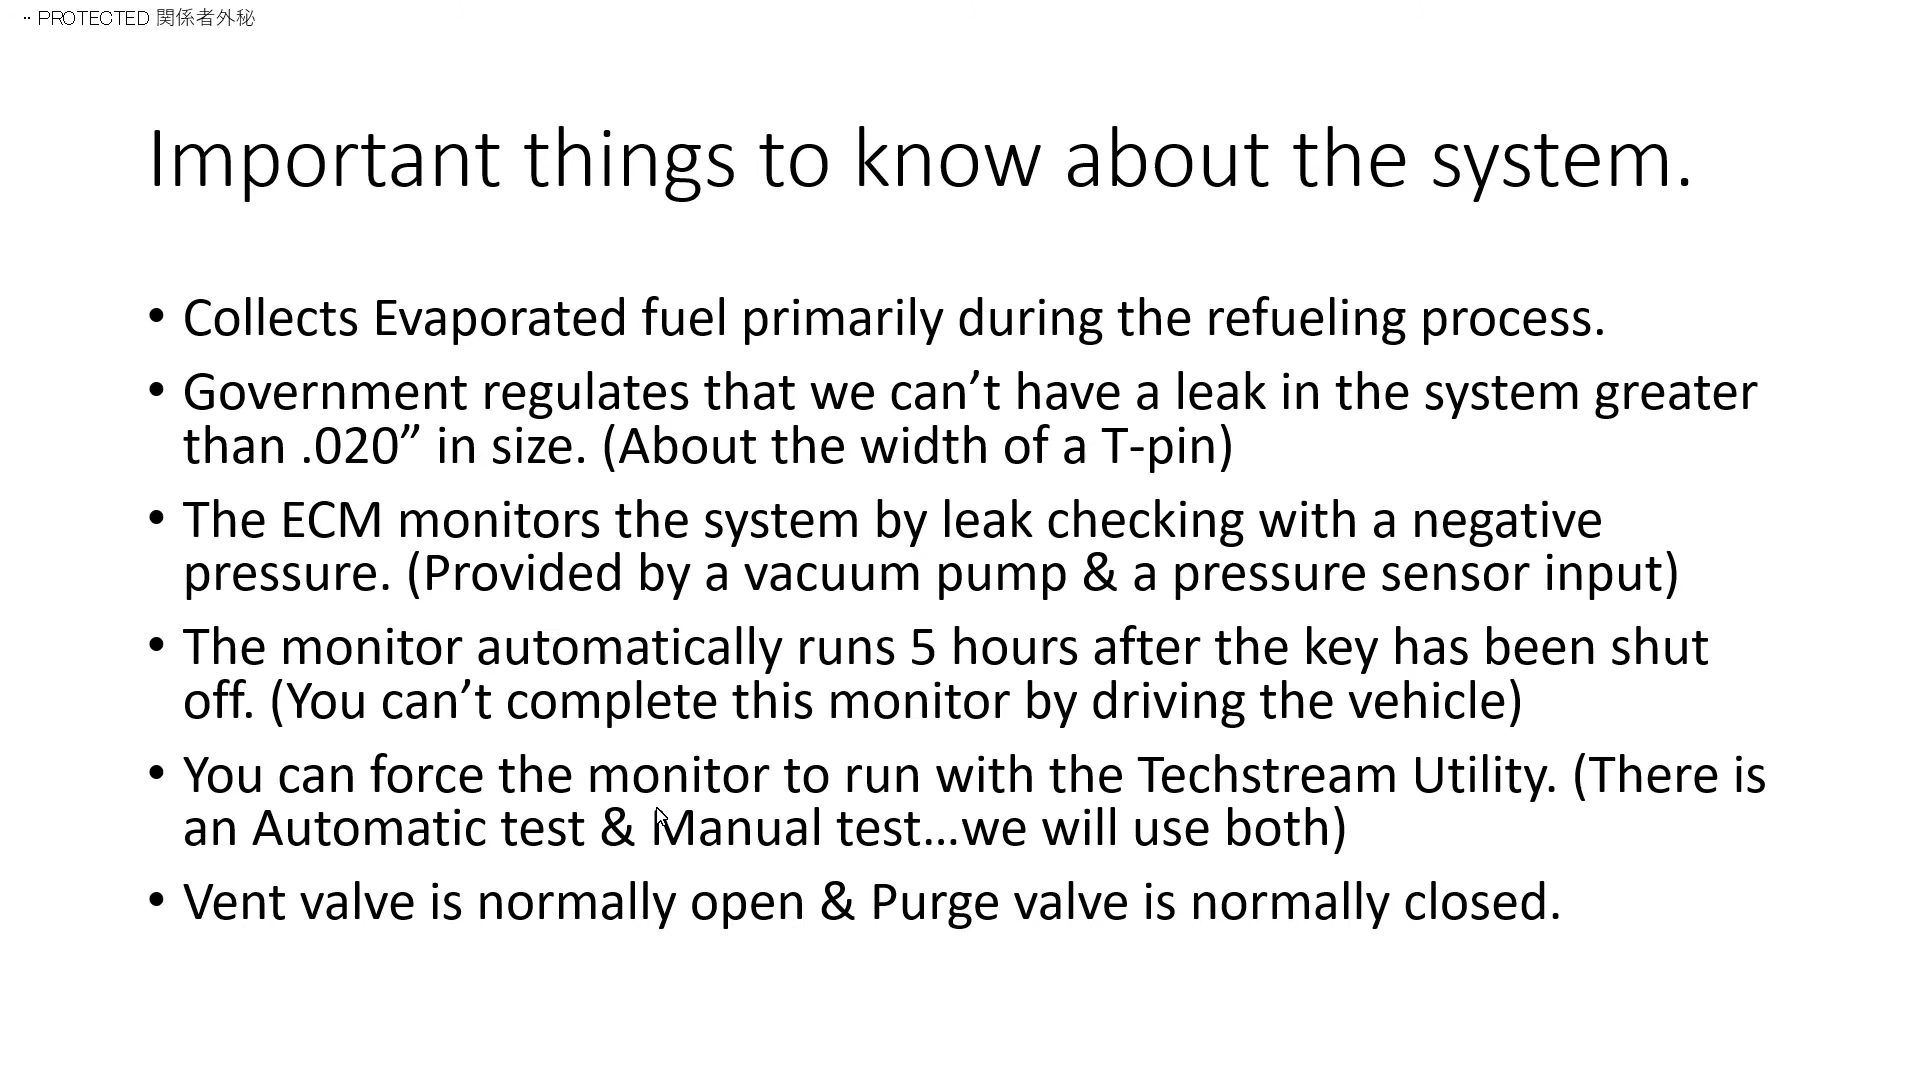 ·· PROTECTED 関係者外秘
Important things to know about the system.
• Collects Evaporated fuel primarily during the refueling process.
• Government regulates that we can’t have a leak in the system greater
than .020” in size. (About the width of a T-pin)
• The ECM monitors the system by leak checking with a negative
pressure. (Provided by a vacuum pump & a pressure sensor input)
• The monitor automatically runs 5 hours after the key has been shut
off. (You can’t complete this monitor by driving the vehicle)
• You can force the monitor to run with the Techstream Utility. (There is
an Automatic test & Manual test…we will use both)
• Vent valve is normally open & Purge valve is normally closed.